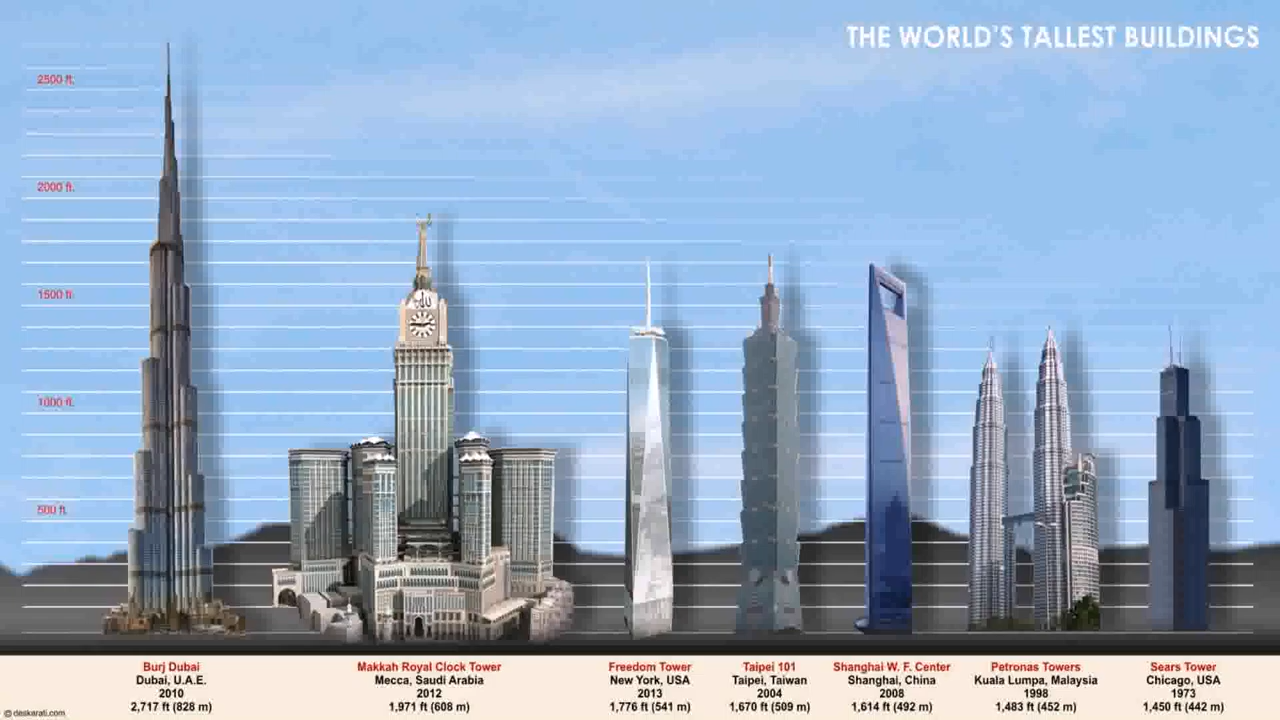 THE WORLD'S TALLEST BUILDINGS
2500 ft.
2000 ft.
1500 ft.
1000 ft.
500 ft.
Burj Dubai
Dubai, U.A.E.
2010
2,717 ft (828 m)
Makkah Royal Clock Tower
Mecca, Saudi Arabia
2012
1,971 ft (608 m)
Freedom Tower
New York, USA
2013
1,776 ft (541 m)
Taipei 101
Taipei, Taiwan
2004
1,670 ft (509 m)
Shanghai W. F. Center
Shanghai, China
2008
1,614 ft (492 m)
Petronas Towers
Kuala Lumpa, Malaysia
1998
1,483 ft (452 m)
Sears Tower
Chicago, USA
1973
1,450 ft (442 m)
© deskarati.com